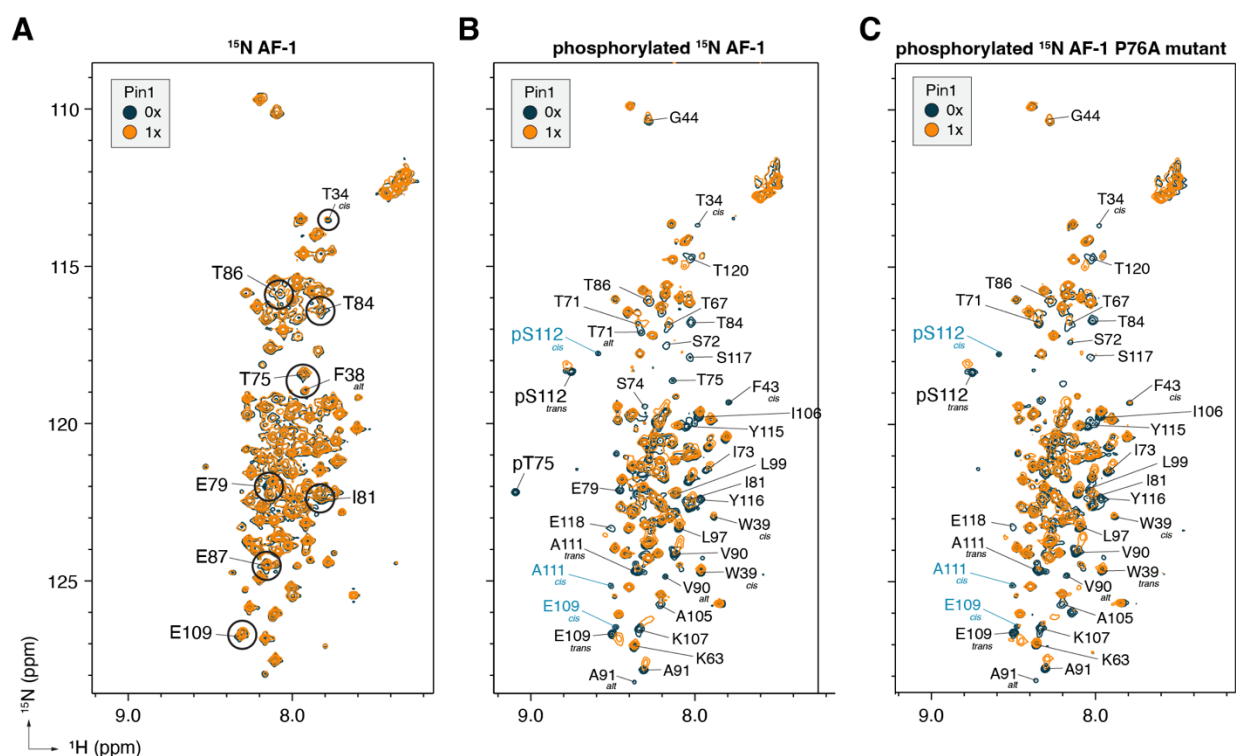 A
¹⁵N AF-1
Pin1
0x
1x
110
115
120
125
¹⁵N (ppm)
¹H (ppm)
9.0
8.0
T34
cis
T86
T84
T75
F38
alt
E79
I81
E87
E109
B
phosphorylated ¹⁵N AF-1
Pin1
0x
1x
G44
T34
cis
T120
T86
T71
T67
T71
alt
T84
pS112
cis
S72
S117
pS112
trans
S74
T75
F43
cis
I106
Y115
pT75
I73
L99
E79
I81
Y116
E118
W39
cis
L97
A111
trans
V90
A111
cis
W39
cis
V90
alt
E109
cis
A105
E109
trans
K107
K63
A91
A91
alt
9.0
8.0
C
phosphorylated ¹⁵N AF-1 P76A mutant
Pin1
0x
1x
G44
T34
cis
T120
T86
T71
T67
T84
pS112
cis
S72
S117
pS112
trans
F43
cis
I106
Y115
I73
L99
I81
Y116
E118
W39
cis
L97
A111
trans
V90
A111
cis
W39
trans
V90
alt
E109
cis
A105
E109
trans
K107
K63
A91
A91
alt
9.0
8.0